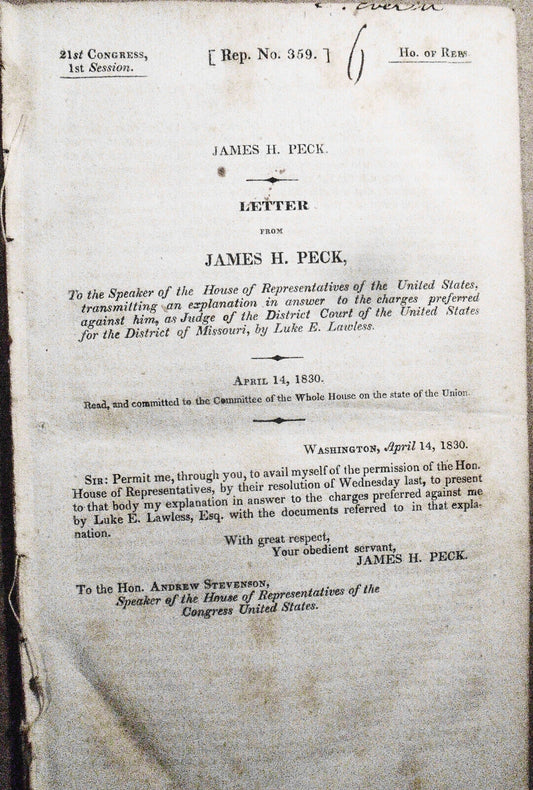 21st Congress, [ Rep. No. 359. ] Ho. of Reps
1st Session.
JAMES H. PECK.
LETTER
FROM
JAMES H. PECK,
To the Speaker of the House of Representatives of the United States,
transmitting an explanation in answer to the charges preferred
against him, as Judge of the District Court of the United States
for the District of Missouri, by Luke E. Lawless.
April 14, 1830.
Read, and committed to the Committee of the Whole House on the state of the Union.
Washington, April 14, 1830.
Sir: Permit me, through you, to avail myself of the permission of the Hon.
House of Representatives, by their resolution of Wednesday last, to present
to that body my explanation in answer to the charges preferred against me
by Luke E. Lawless, Esq. with the documents referred to in that expla-
nation.
With great respect,
Your obedient servant,
JAMES H. PECK.
To the Hon. Andrew Stevenson,
Speaker of the House of Representatives of the
Congress United States.